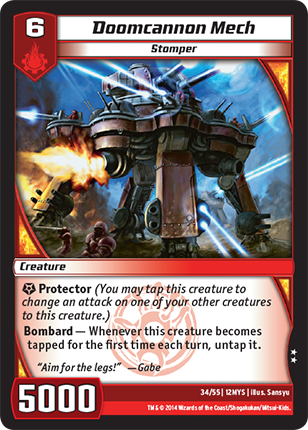 6
Doomcannon Mech
Stomper
Creature
Protector (You may tap this creature to
change an attack on one of your other creatures
to this creature.)
Bombard — Whenever this creature becomes
tapped for the first time each turn, untap it.
"Aim for the legs!" —Gabe
5000
34/55 | 12MYS | illus. Sansyu
TM & © 2014 Wizards of the Coast/Shogakukan/Mitsui-Kids.